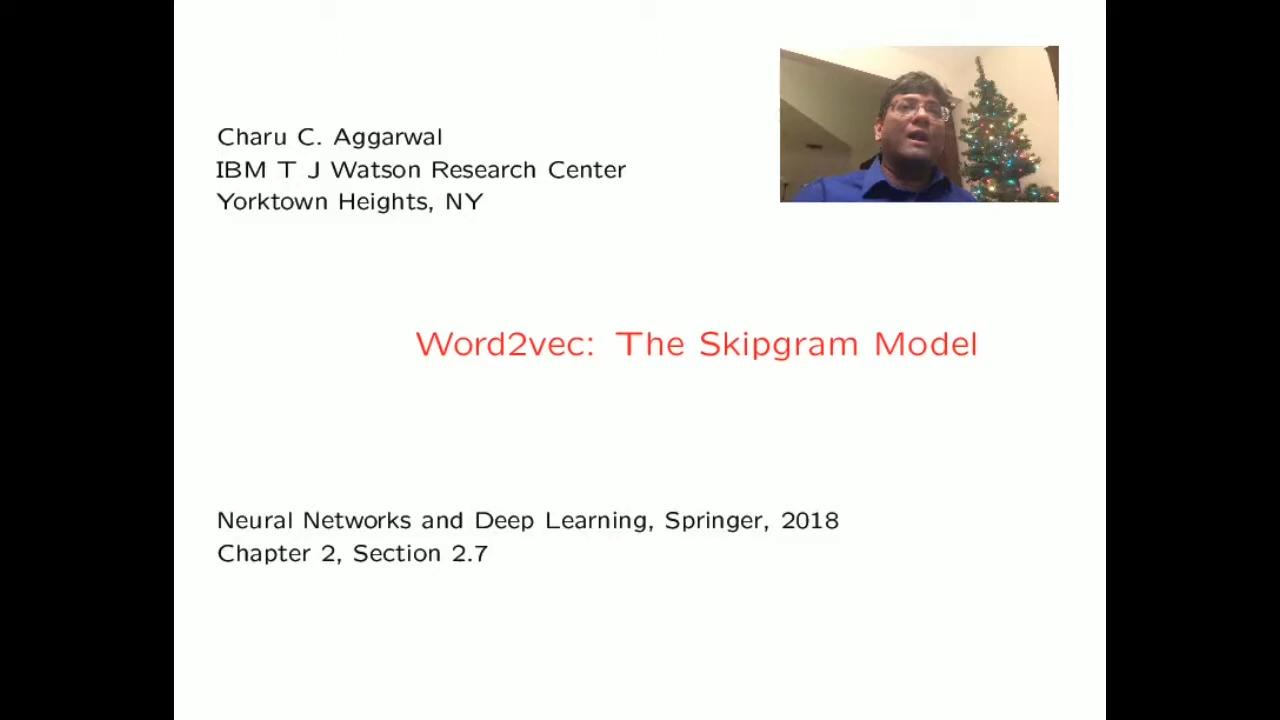 Charu C. Aggarwal
IBM T J Watson Research Center
Yorktown Heights, NY
Word2vec: The Skipgram Model
Neural Networks and Deep Learning, Springer, 2018
Chapter 2, Section 2.7